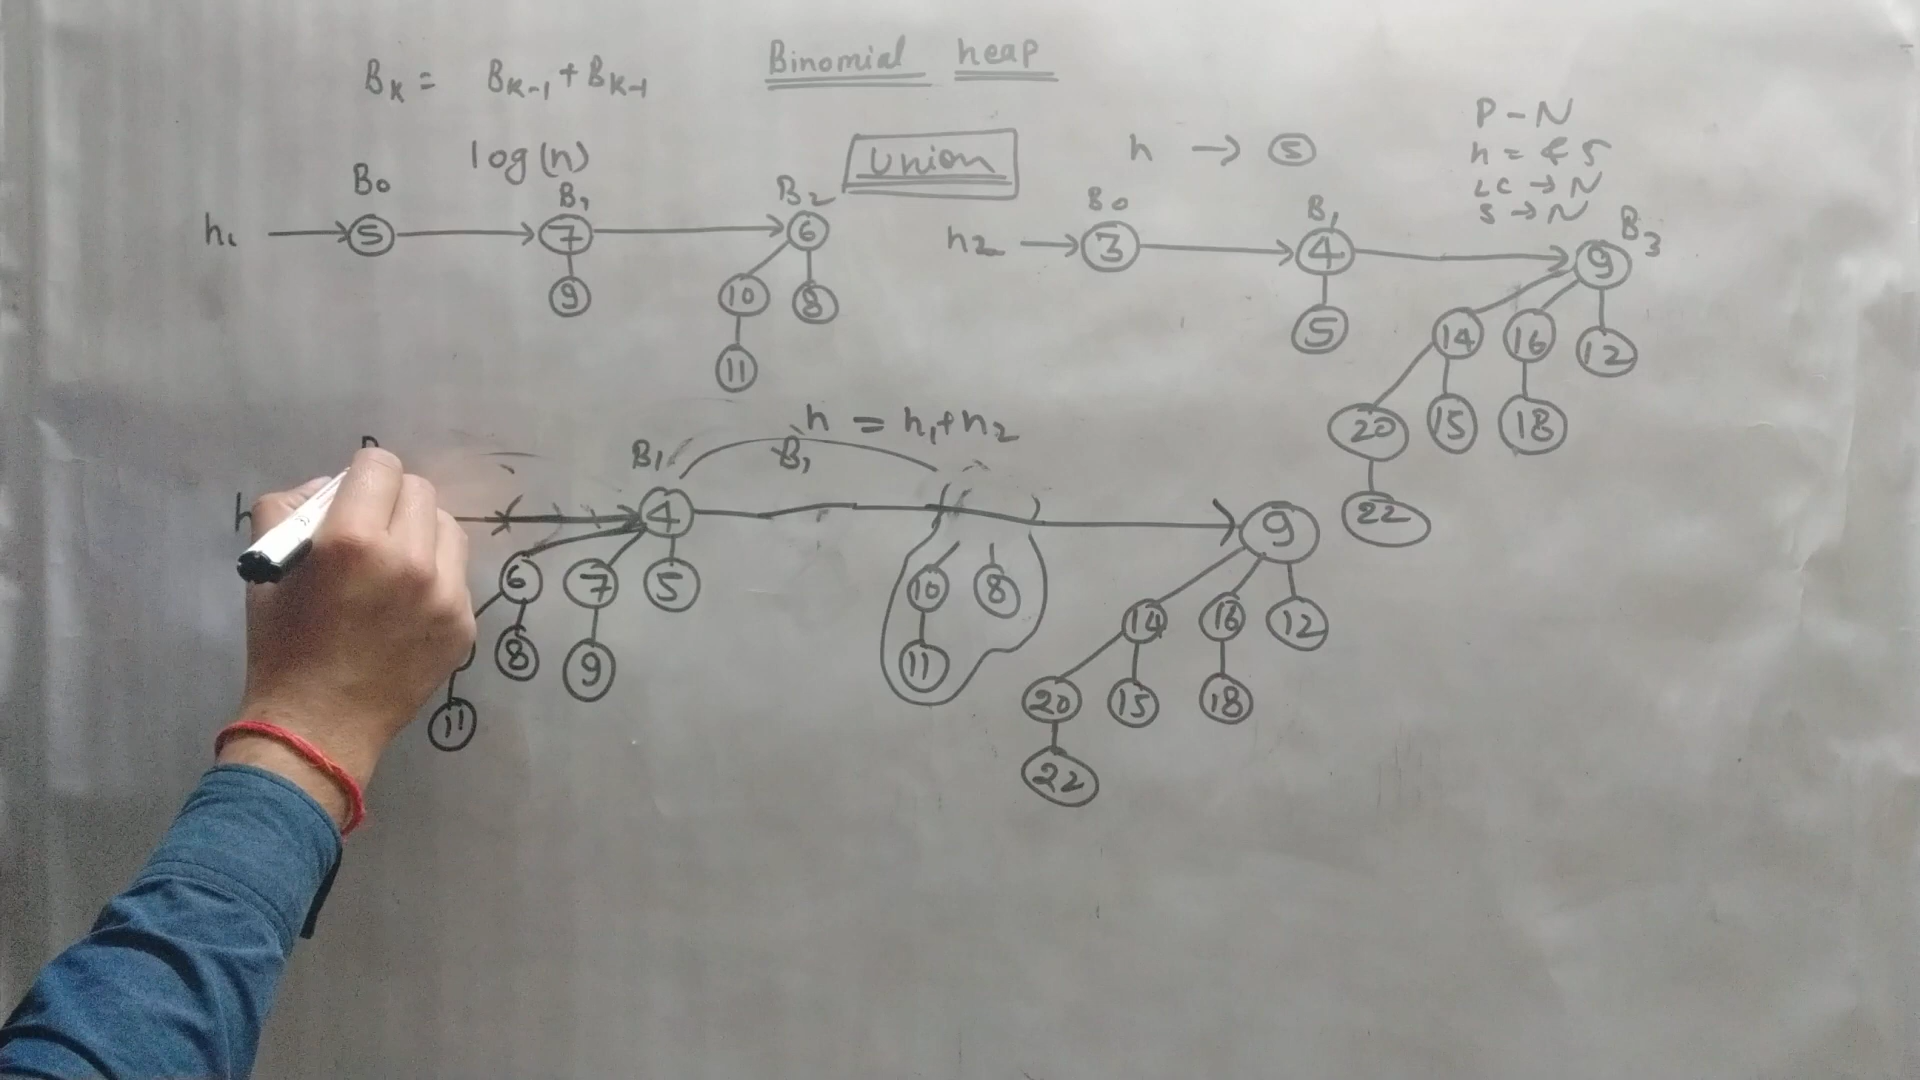 Binomial heap
Bk = Bk-1 + Bk-1
log(n)
Union
h → 5
P - N
LC → N
S → N
B0 B1 B2
h1 → 5 → 7 → 6
9 10 8
11
B0 B1 B3
h2 → 3 → 4 → 9
5 14 16 12
20 15 18
22
h = h1+h2
B1 B1
h 4 9
6 7 5 10 8 14 16 12
8 9 11 20 15 18
11 22